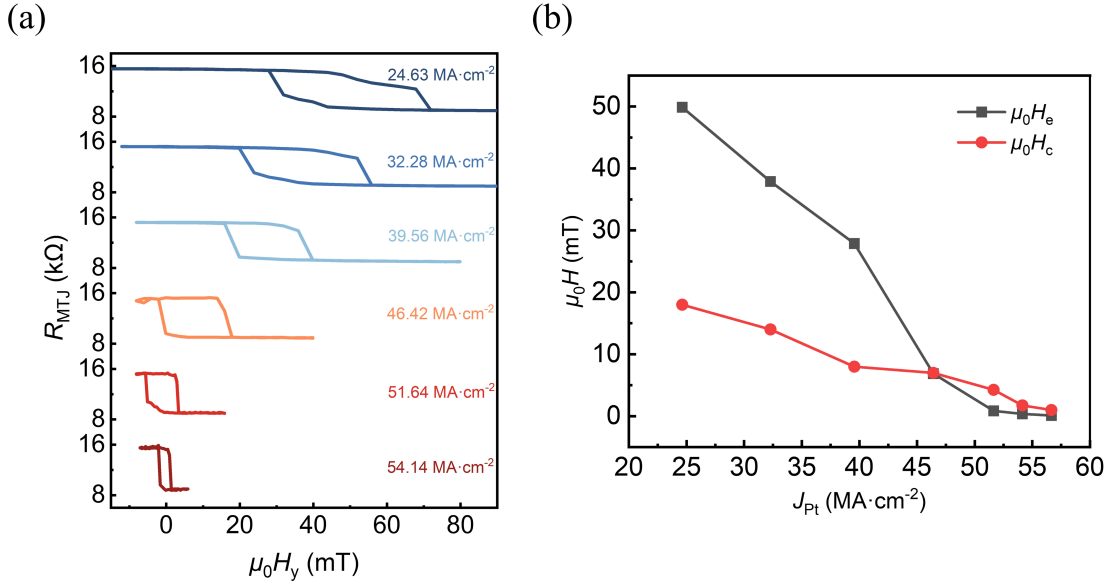 (a)
16
24.63 MA·cm⁻²
8
16
32.28 MA·cm⁻²
8
16
39.56 MA·cm⁻²
8
16
46.42 MA·cm⁻²
8
16
51.64 MA·cm⁻²
8
16
54.14 MA·cm⁻²
8
R_MTJ (kΩ)
0 20 40 60 80
μ₀H_y (mT)
(b)
μ₀H_e
μ₀H_c
50
40
30
20
10
0
μ₀H (mT)
20 25 30 35 40 45 50 55 60
J_Pt (MA·cm⁻²)